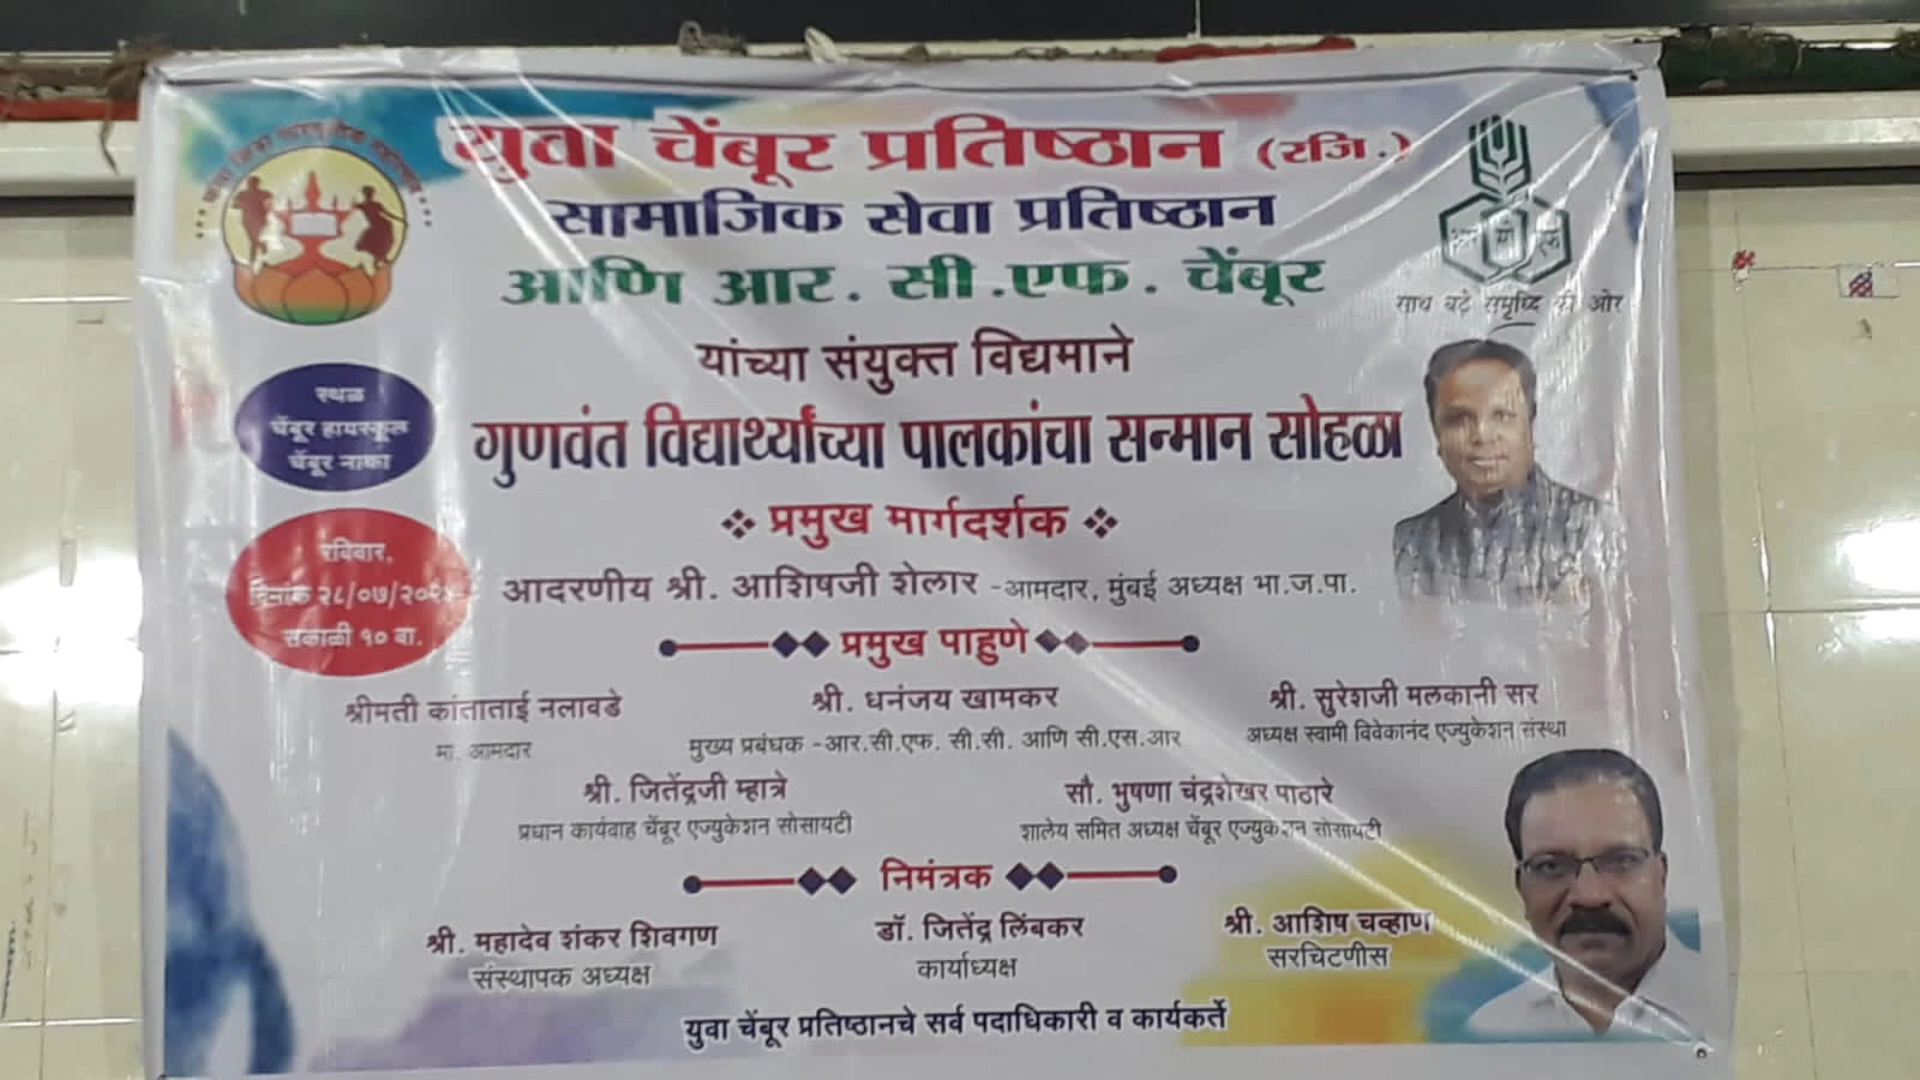 युवा चेंबूर प्रतिष्ठान (रजि.)
सामाजिक सेवा प्रतिष्ठान
आणि आर. सी.एफ. चेंबूर
साथ बढ़े समृध्दि की ओर
यांच्या संयुक्त विद्यमाने
स्थळ
चेंबूर हायस्कूल
चेंबूर नाका
गुणवंत विद्यार्थ्यांच्या पालकांचा सन्मान सोहळा
प्रमुख मार्गदर्शक
रविवार,
दिनांक २८/०७/२०२४
सकाळी १० वा.
आदरणीय श्री. आशिषजी शेलार -आमदार, मुंबई अध्यक्ष भा.ज.पा.
प्रमुख पाहुणे
श्रीमती कांताताई नलावडे
मा. आमदार
श्री. धनंजय खामकर
मुख्य प्रबंधक -आर.सी.एफ. सी.सी. आणि सी.एस.आर
श्री. सुरेशजी मलकानी सर
अध्यक्ष स्वामी विवेकानंद एज्युकेशन संस्था
श्री. जितेंद्रजी म्हात्रे
प्रधान कार्यवाह चेंबूर एज्युकेशन सोसायटी
सौ. भुषणा चंद्रशेखर पाठारे
शालेय समित अध्यक्ष चेंबूर एज्युकेशन सोसायटी
निमंत्रक
श्री. महादेव शंकर शिवगण
संस्थापक अध्यक्ष
डॉ. जितेंद्र लिंबकर
कार्याध्यक्ष
श्री. आशिष चव्हाण
सरचिटणीस
युवा चेंबूर प्रतिष्ठानचे सर्व पदाधिकारी व कार्यकर्ते